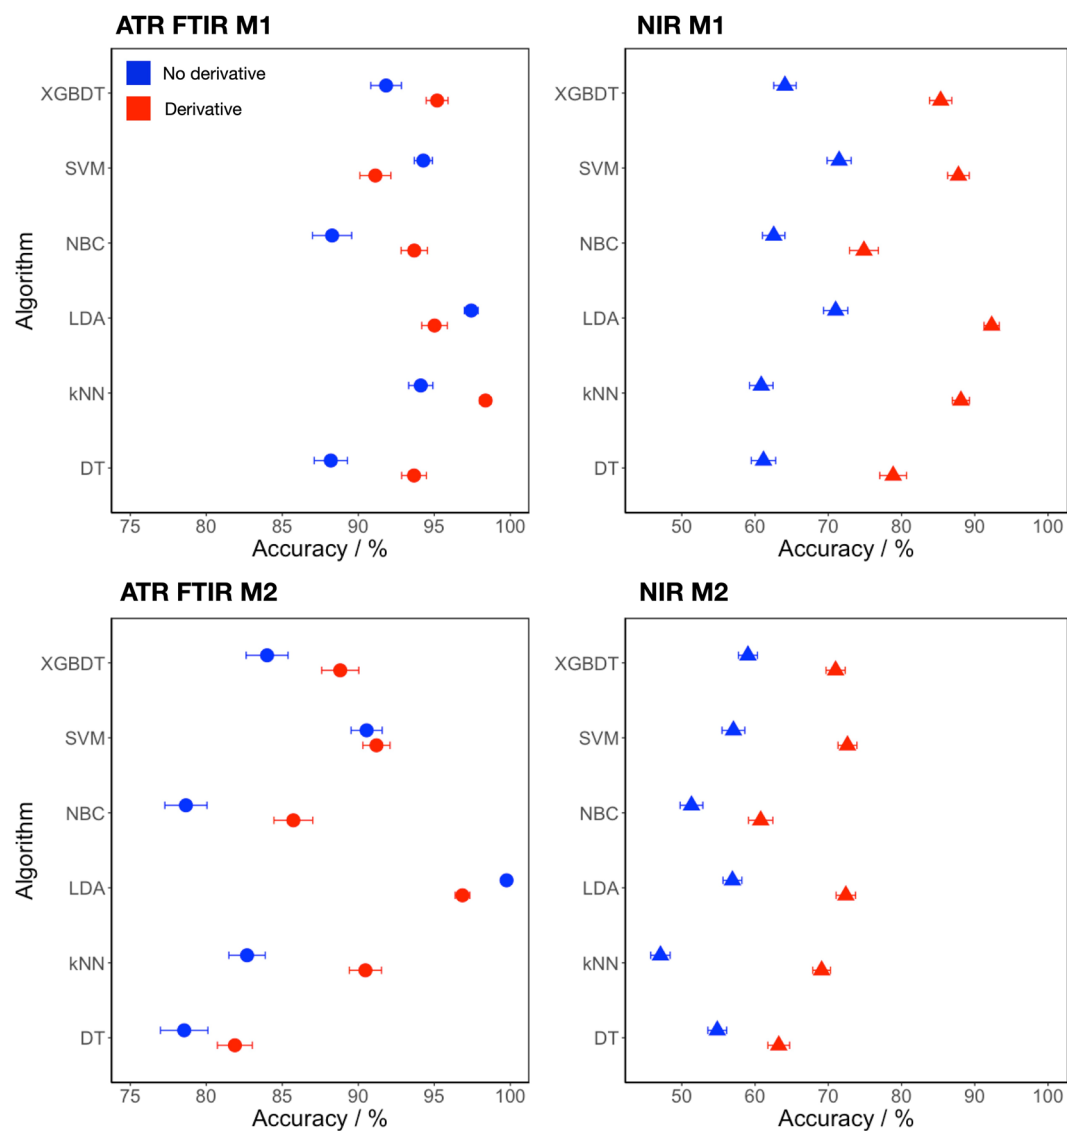 ATR FTIR M1
No derivative
Derivative
XGBDT
SVM
NBC
LDA
kNN
DT
Algorithm
75 80 85 90 95 100
Accuracy / %
NIR M1
XGBDT
SVM
NBC
LDA
kNN
DT
50 60 70 80 90 100
Accuracy / %
ATR FTIR M2
XGBDT
SVM
NBC
LDA
kNN
DT
Algorithm
75 80 85 90 95 100
Accuracy / %
NIR M2
XGBDT
SVM
NBC
LDA
kNN
DT
50 60 70 80 90 100
Accuracy / %